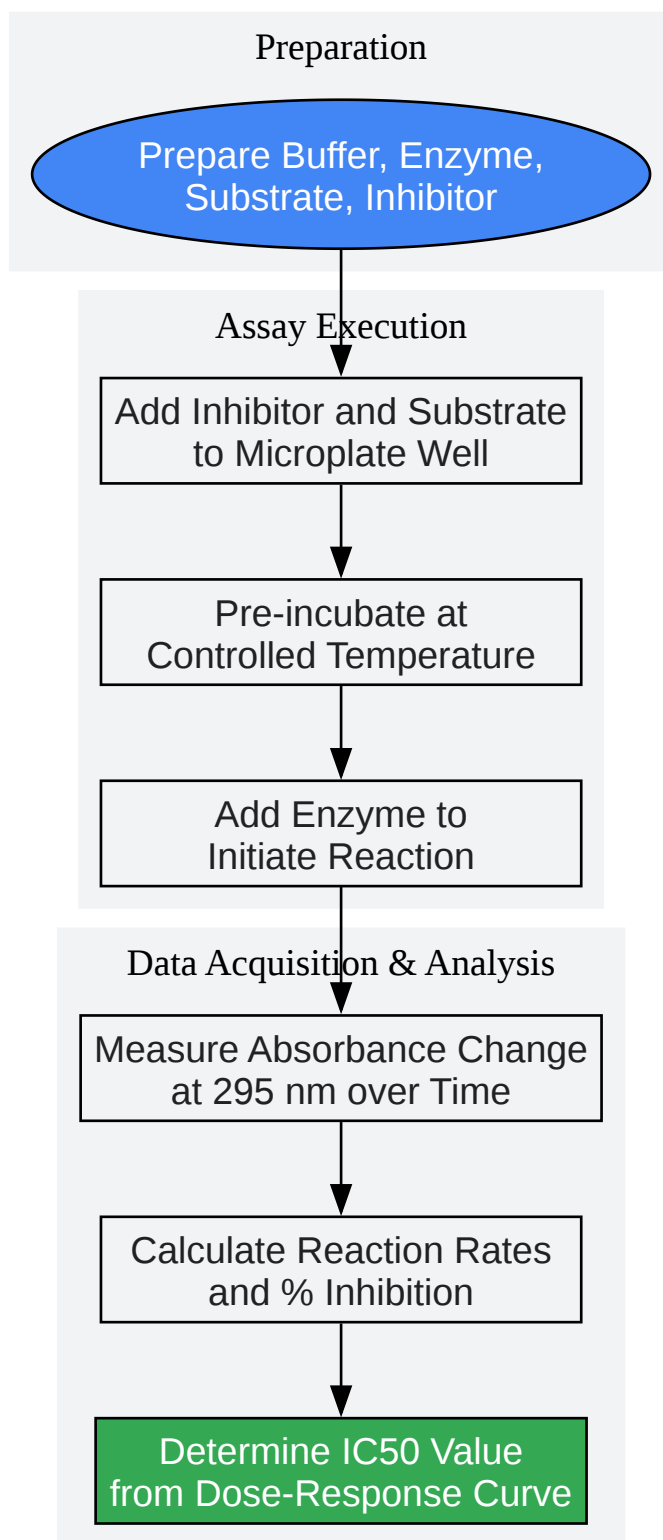 Preparation
Prepare Buffer, Enzyme,
Substrate, Inhibitor
Assay Execution
Add Inhibitor and Substrate
to Microplate Well
Pre-incubate at
Controlled Temperature
Add Enzyme to
Initiate Reaction
Data Acquisition & Analysis
Measure Absorbance Change
at 295 nm over Time
Calculate Reaction Rates
and % Inhibition
Determine IC50 Value
from Dose-Response Curve